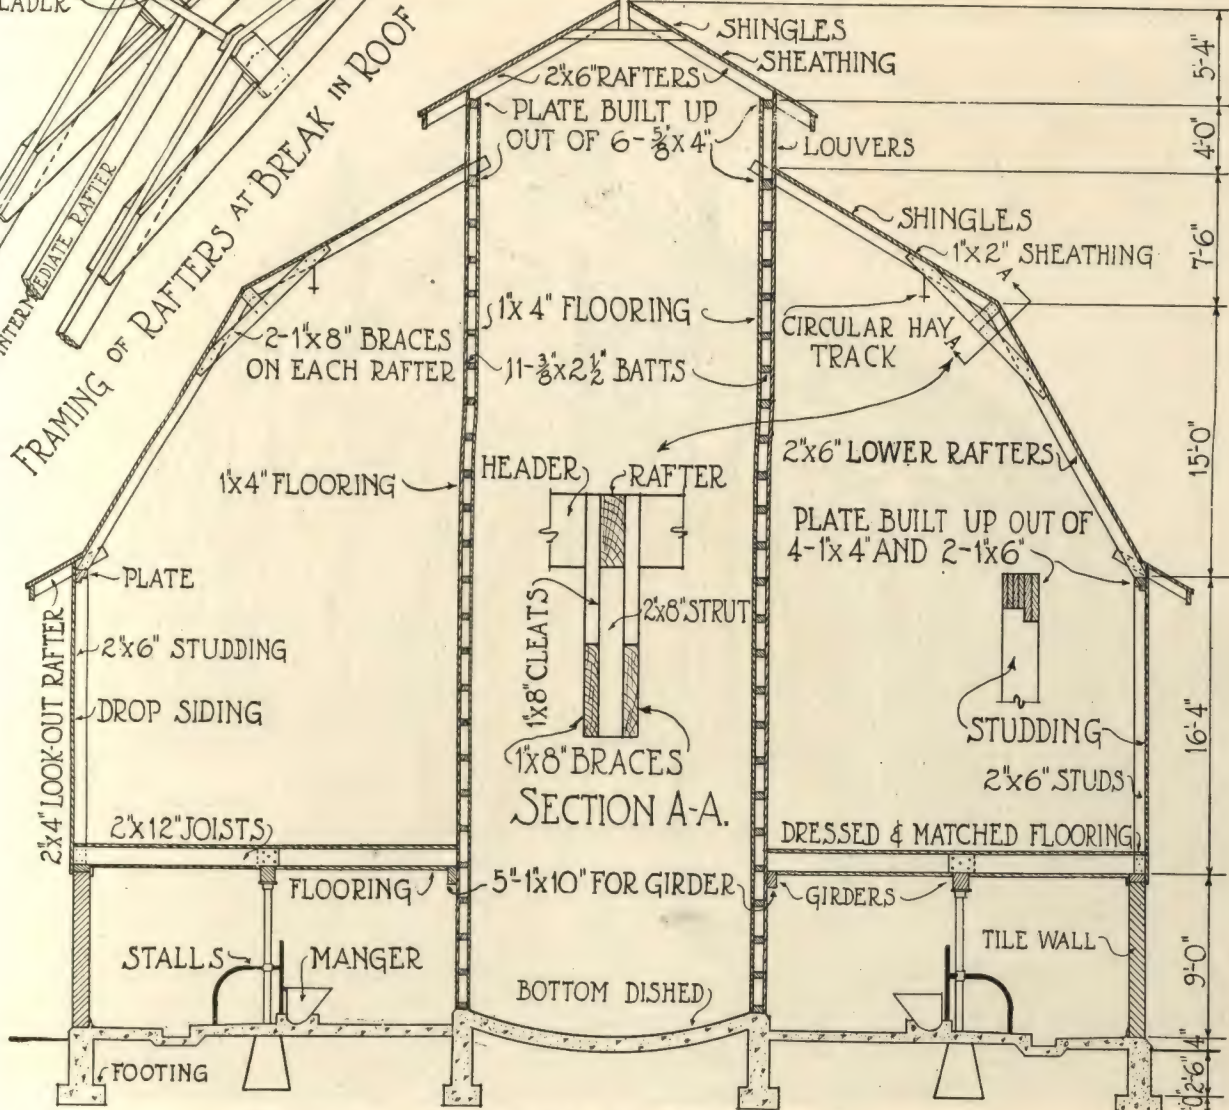 INTERMEDIATE RAFTER
FRAMING OF RAFTERS AT BREAK IN ROOF
SHINGLES
SHEATHING
2"x6" RAFTERS
PLATE BUILT UP
OUT OF 6-5/8"x4"
LOUVERS
SHINGLES
1"x2" SHEATHING
A
A
2-1"x8" BRACES
ON EACH RAFTER
1"x4" FLOORING
11-3/8"x2 1/2" BATTS
CIRCULAR HAY
TRACK
1"x4" FLOORING
HEADER
RAFTER
2"x6" LOWER RAFTERS
PLATE BUILT UP OUT OF
4-1"x4" AND 2-1"x6"
PLATE
2"x6" STUDDING
DROP SIDING
2"x4" LOOK-OUT RAFTER
1"x8" CLEATS
2"x8" STRUT
1"x8" BRACES
SECTION A-A.
STUDDING
2"x6" STUDS
2"x12" JOISTS
DRESSED & MATCHED FLOORING
FLOORING
5-1"x10" FOR GIRDER
GIRDERS
STALLS
MANGER
TILE WALL
BOTTOM DISHED
FOOTING
5'-4"
4'-0"
7'-6"
15'-0"
16'-4"
9'-0"
4"
2'-6"